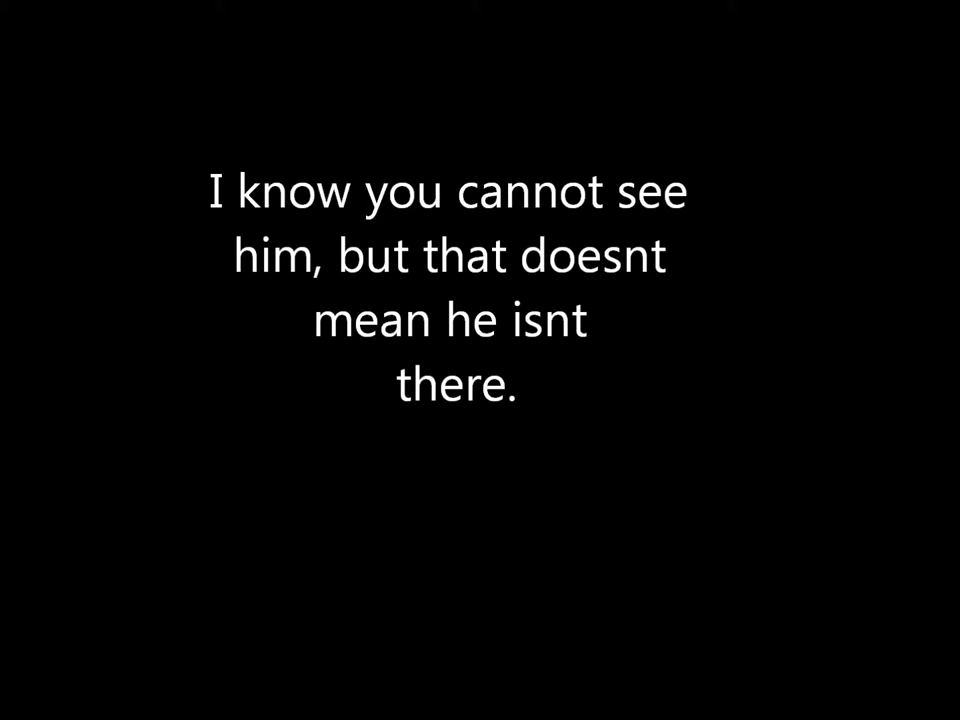 I know you cannot see
him, but that doesnt
mean he isnt
there.